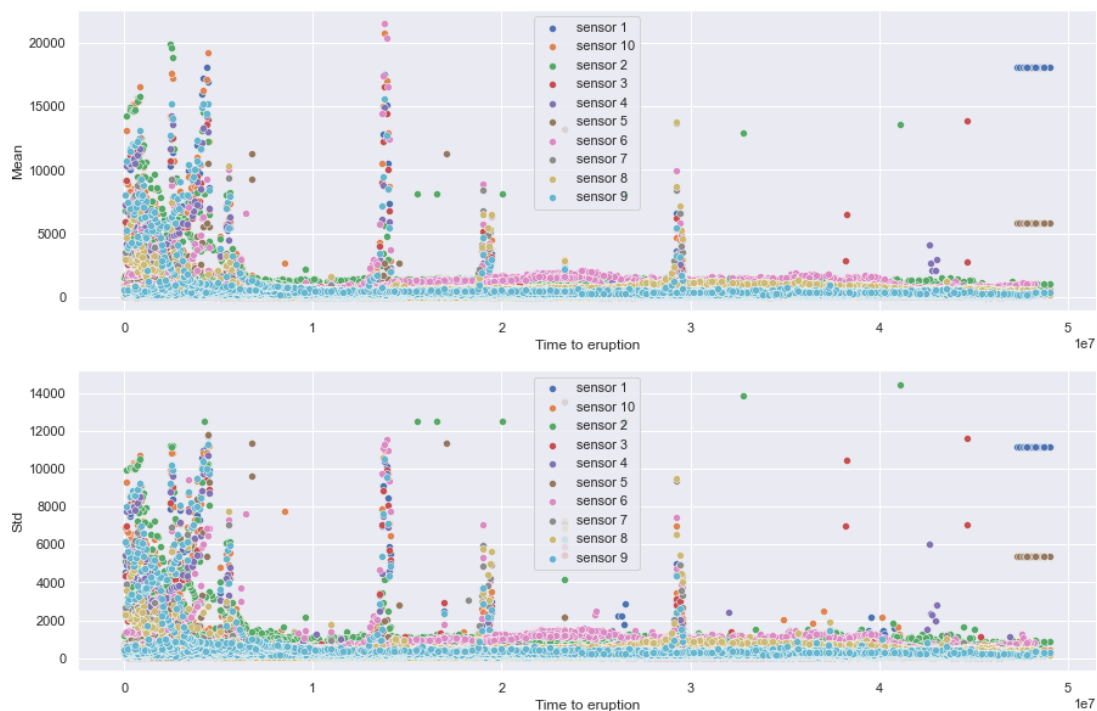 20000
15000
10000
5000
0
Mean
sensor 1
sensor 10
sensor 2
sensor 3
sensor 4
sensor 5
sensor 6
sensor 7
sensor 8
sensor 9
0 1 2 3 4 5
1e7
Time to eruption
14000
12000
10000
8000
6000
4000
2000
0
Std
sensor 1
sensor 10
sensor 2
sensor 3
sensor 4
sensor 5
sensor 6
sensor 7
sensor 8
sensor 9
0 1 2 3 4 5
1e7
Time to eruption